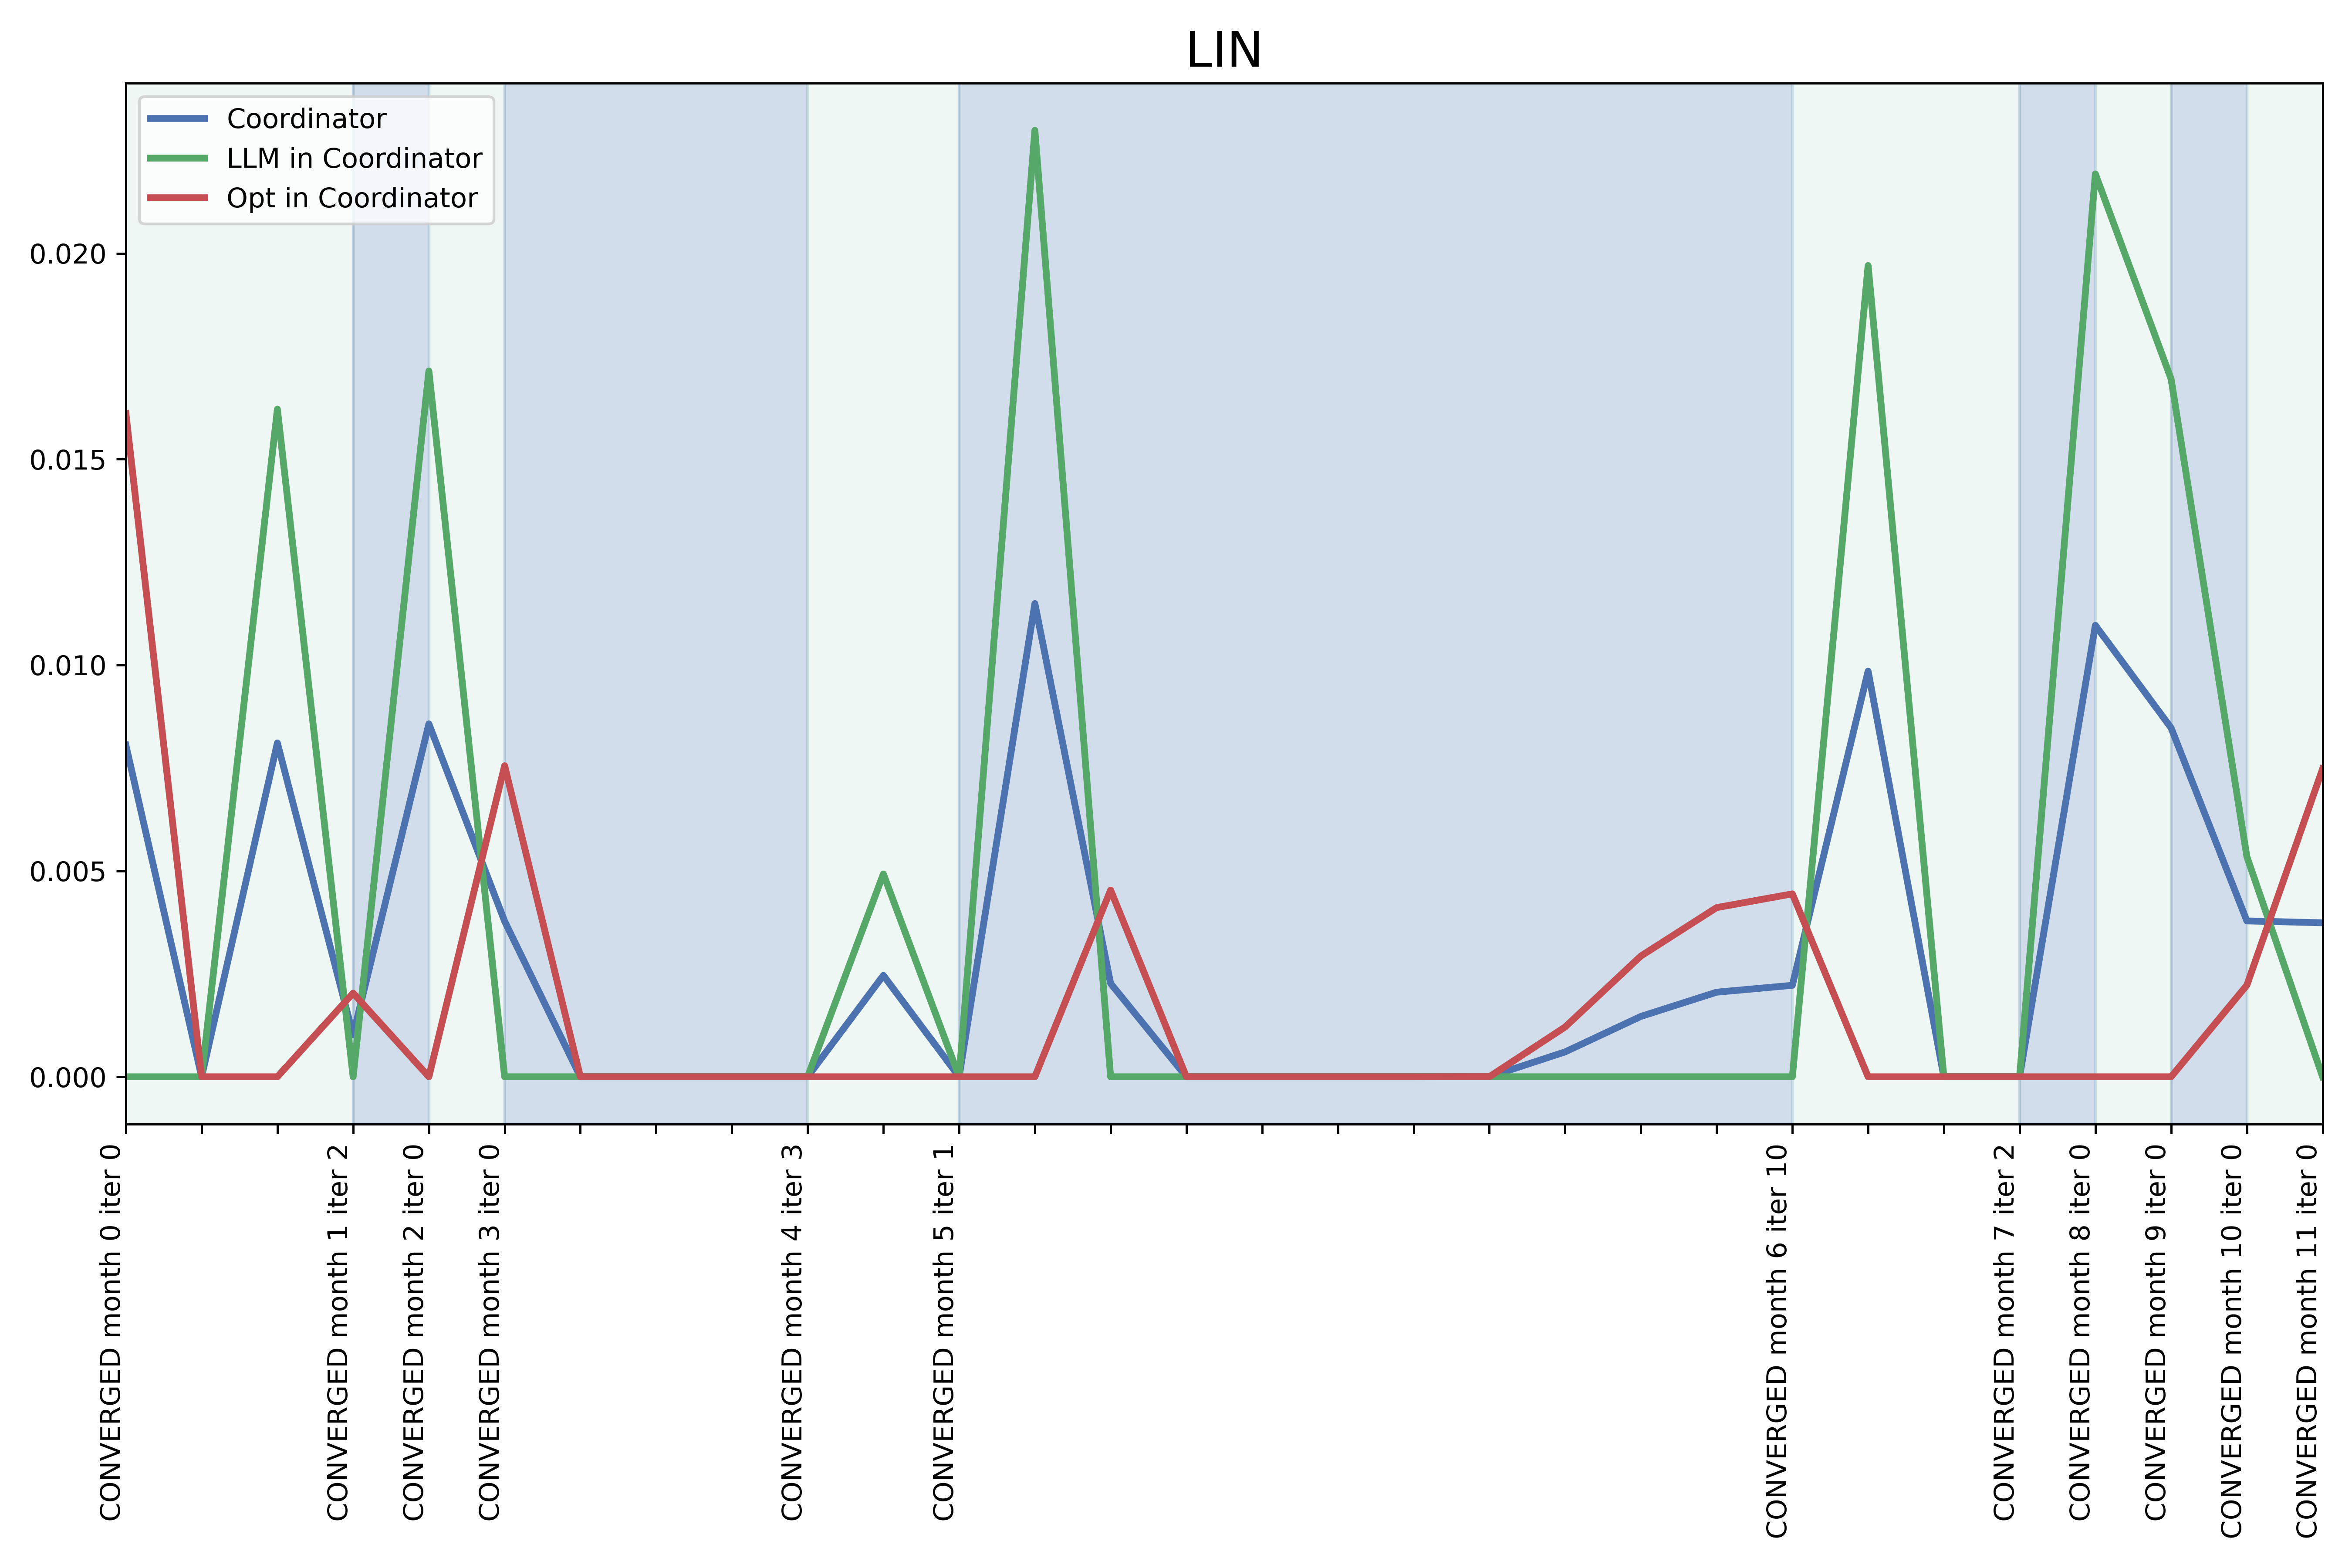 LIN
Coordinator
LLM in Coordinator
Opt in Coordinator
0.020
0.015
0.010
0.005
0.000
CONVERGED month 0 iter 0
CONVERGED month 1 iter 2
CONVERGED month 2 iter 0
CONVERGED month 3 iter 0
CONVERGED month 4 iter 3
CONVERGED month 5 iter 1
CONVERGED month 6 iter 10
CONVERGED month 7 iter 2
CONVERGED month 8 iter 0
CONVERGED month 9 iter 0
CONVERGED month 10 iter 0
CONVERGED month 11 iter 0